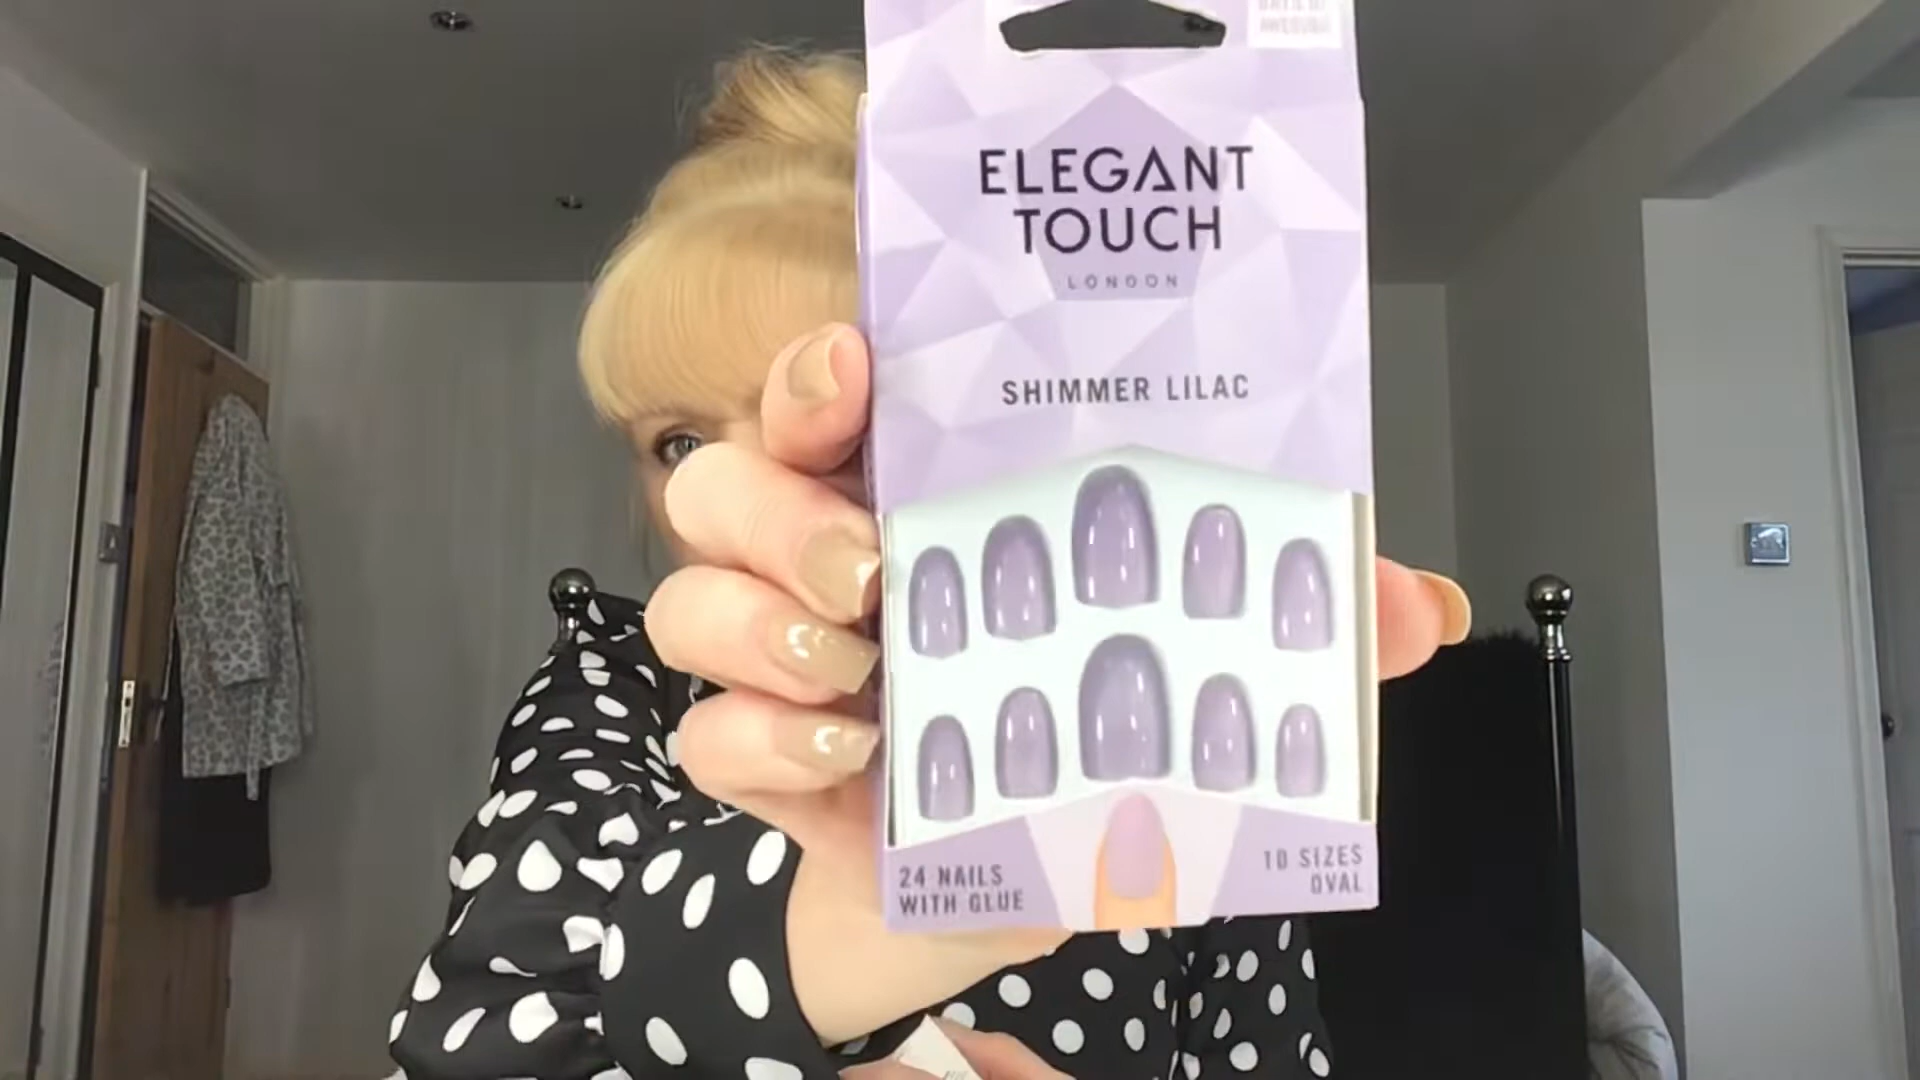 ELEGANT
TOUCH
LONDON
SHIMMER LILAC
24 NAILS
WITH GLUE
10 SIZES
OVAL